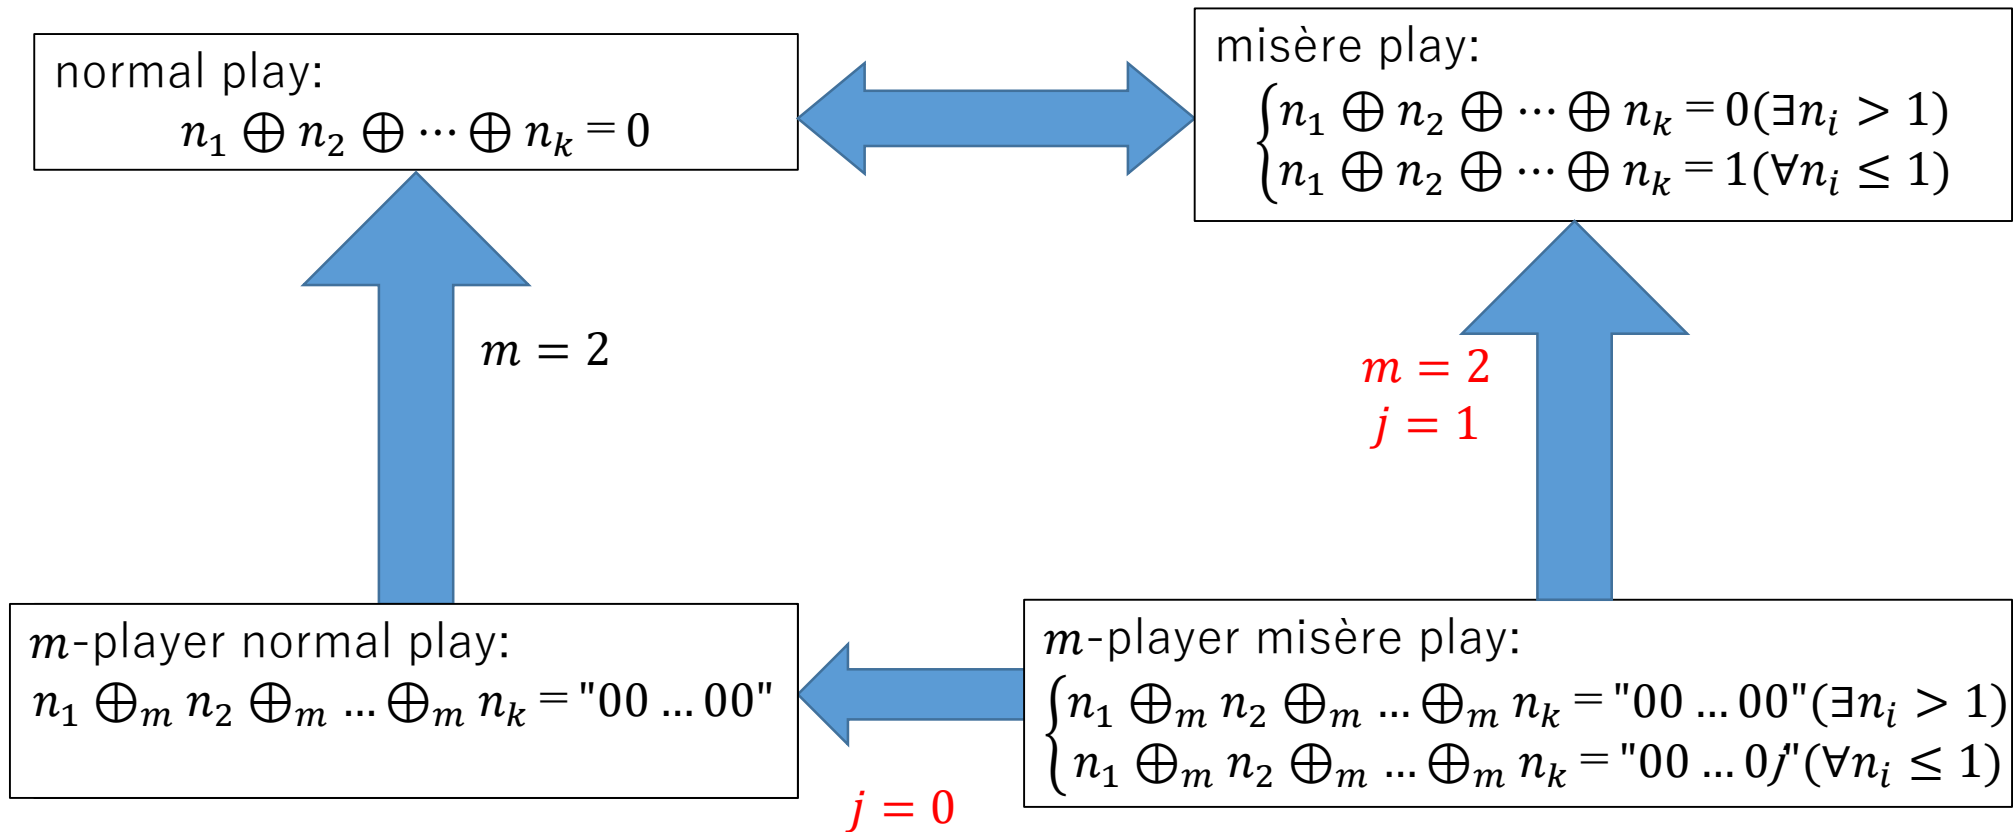 normal play:
n₁ ⊕ n₂ ⊕ ⋯ ⊕ nₖ = 0
misère play:
n₁ ⊕ n₂ ⊕ ⋯ ⊕ nₖ = 0(∃nᵢ > 1)
n₁ ⊕ n₂ ⊕ ⋯ ⊕ nₖ = 1(∀nᵢ ≤ 1)
m = 2
m = 2
j = 1
m-player normal play:
n₁ ⊕ₘ n₂ ⊕ₘ … ⊕ₘ nₖ = "00 … 00"
j = 0
m-player misère play:
n₁ ⊕ₘ n₂ ⊕ₘ … ⊕ₘ nₖ = "00 … 00"(∃nᵢ > 1)
n₁ ⊕ₘ n₂ ⊕ₘ … ⊕ₘ nₖ = "00 … 0j"(∀nᵢ ≤ 1)